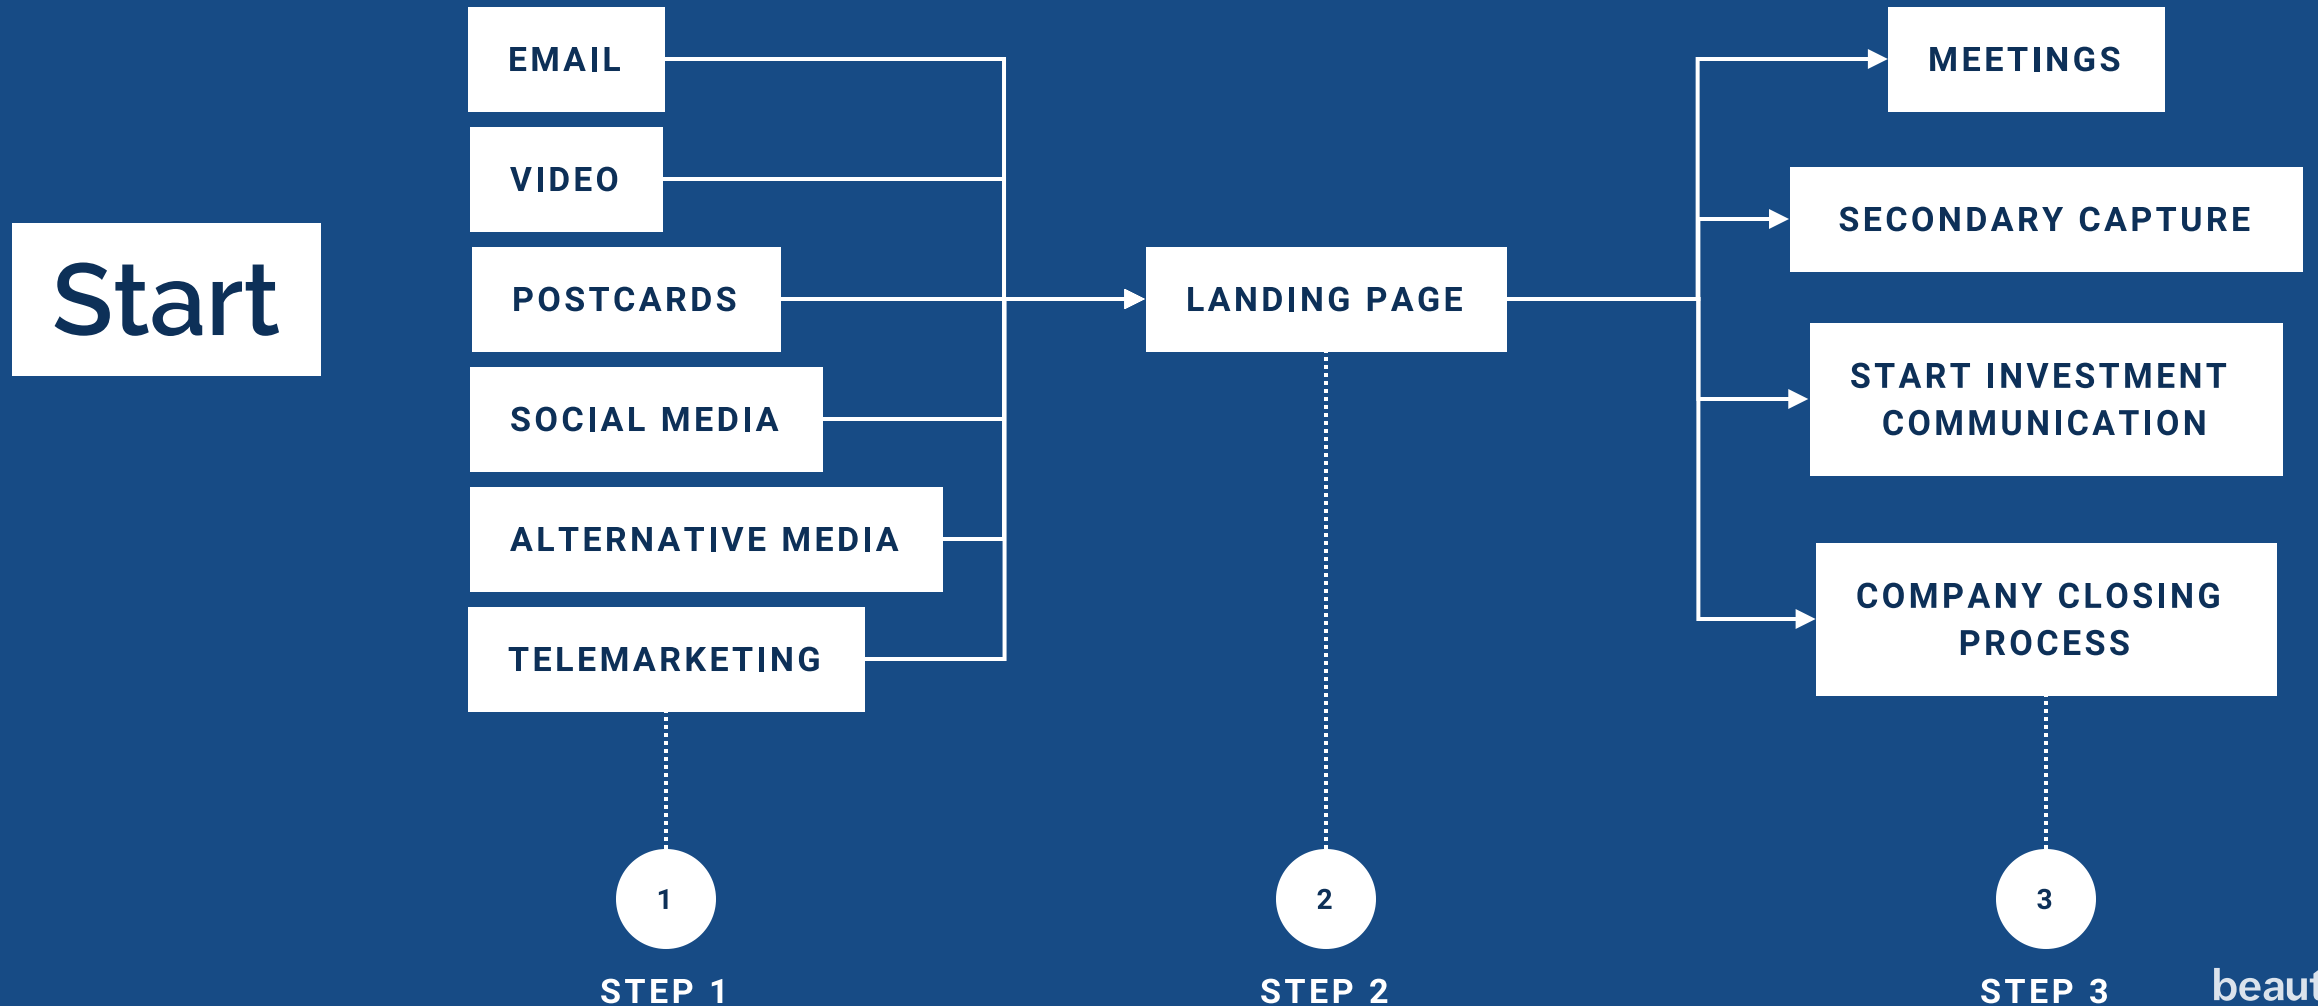 Start
EMAIL
VIDEO
POSTCARDS
SOCIAL MEDIA
ALTERNATIVE MEDIA
TELEMARKETING
1
STEP 1
LANDING PAGE
2
STEP 2
MEETINGS
SECONDARY CAPTURE
START INVESTMENT
COMMUNICATION
COMPANY CLOSING
PROCESS
3
STEP 3